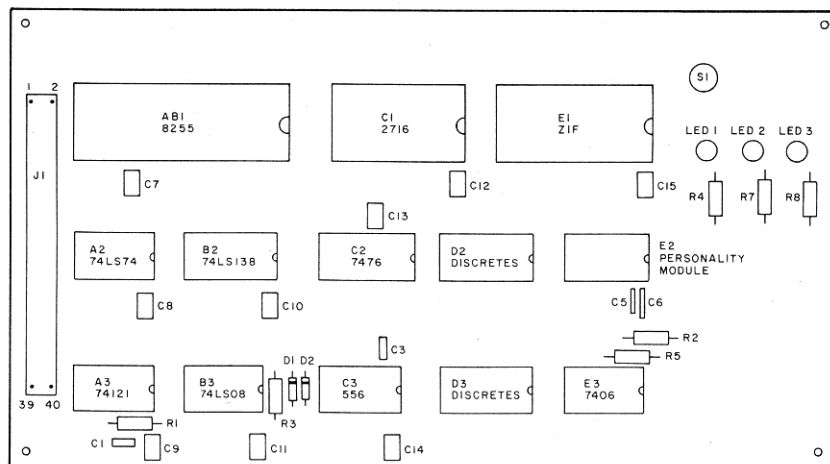 S1
1 2
AB1
8255
C1
2716
E1
ZIF
LED 1 LED 2 LED 3
J1
C7
C12
C15
R4 R7 R8
C13
A2
74LS74
B2
74LS138
C2
7476
D2
DISCRETES
E2
PERSONALITY
MODULE
C8
C10
C5 C6
C3
R2
D1 D2
R5
A3
74121
B3
74LS08
C3
556
D3
DISCRETES
E3
7406
39 40
R1
R3
C1
C9
C11
C14